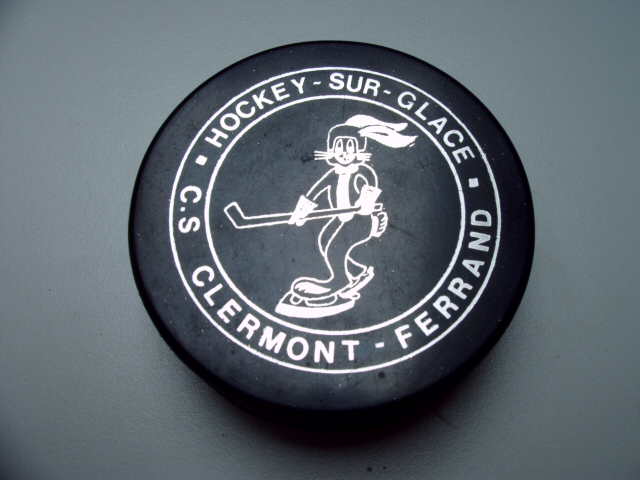 HOCKEY-SUR-GLACE
C.S CLERMONT-FERRAND